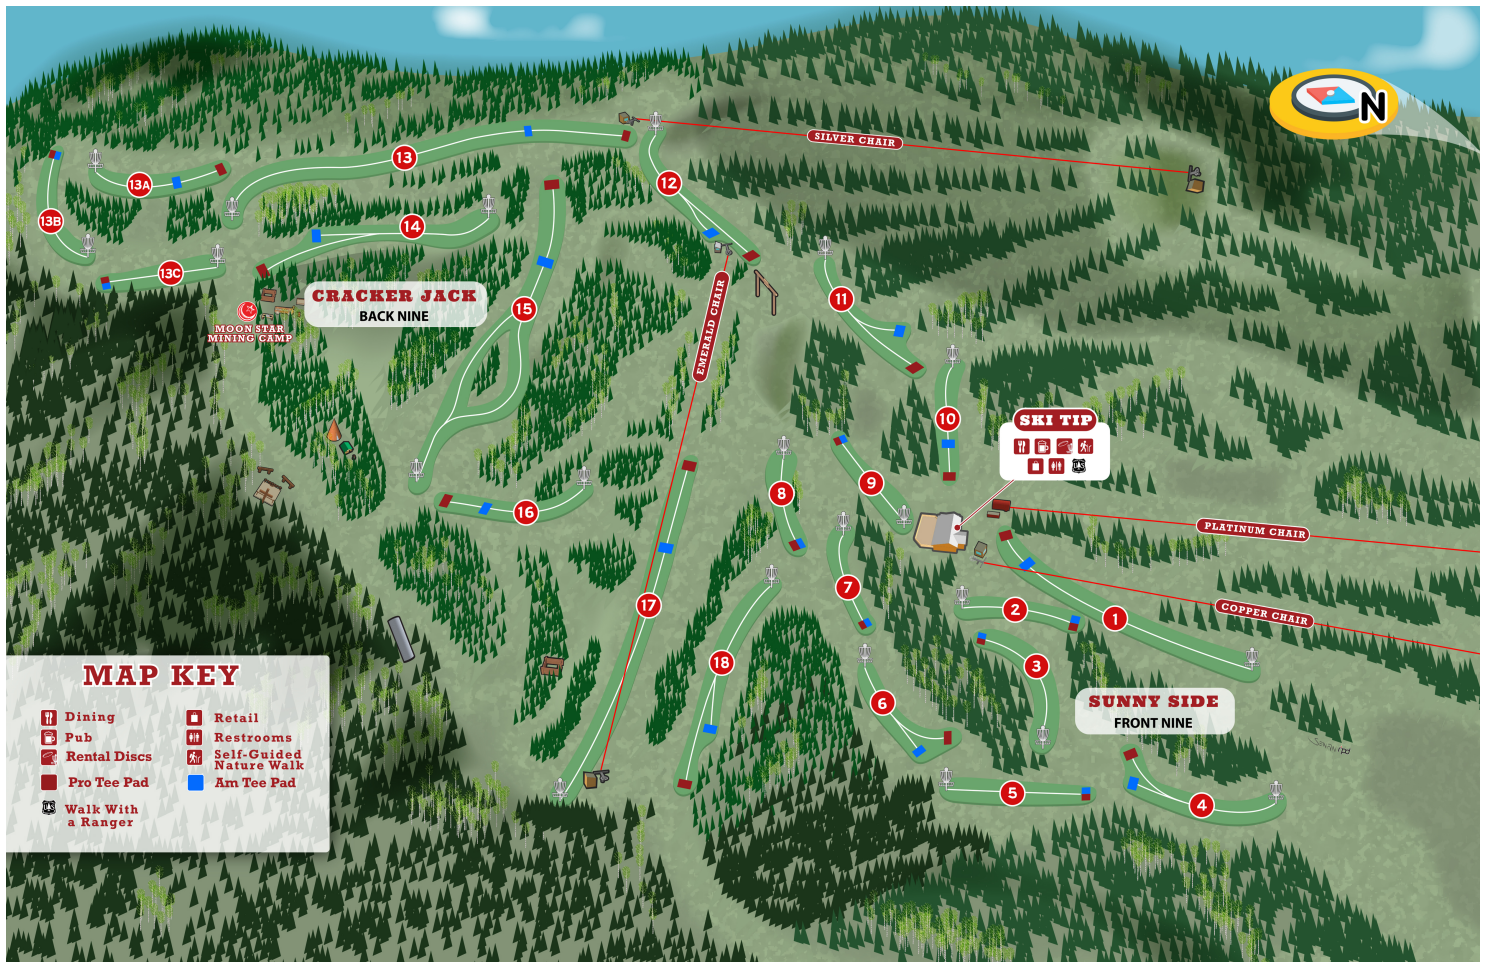 N
SILVER CHAIR
13
12
13A
13B
14
13C
11
15
EMERALD CHAIR
CRACKER JACK
BACK NINE
MOON STAR
MINING CAMP
10
SKI TIP
US
9
8
16
PLATINUM CHAIR
7
17
2
1
COPPER CHAIR
18
3
6
SUNNY SIDE
FRONT NINE
5
4
MAP KEY
Dining
Retail
Pub
Restrooms
Rental Discs
Self-Guided
Nature Walk
Pro Tee Pad
Am Tee Pad
US
Walk With
a Ranger